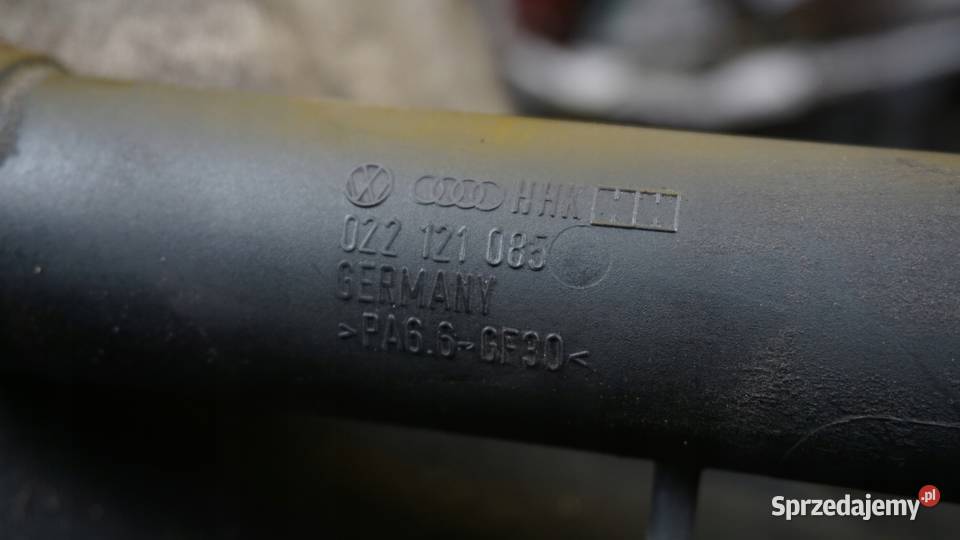 HHK
022 121 085
GERMANY
>PA6.6-GF30<
Sprzedajemy.pl